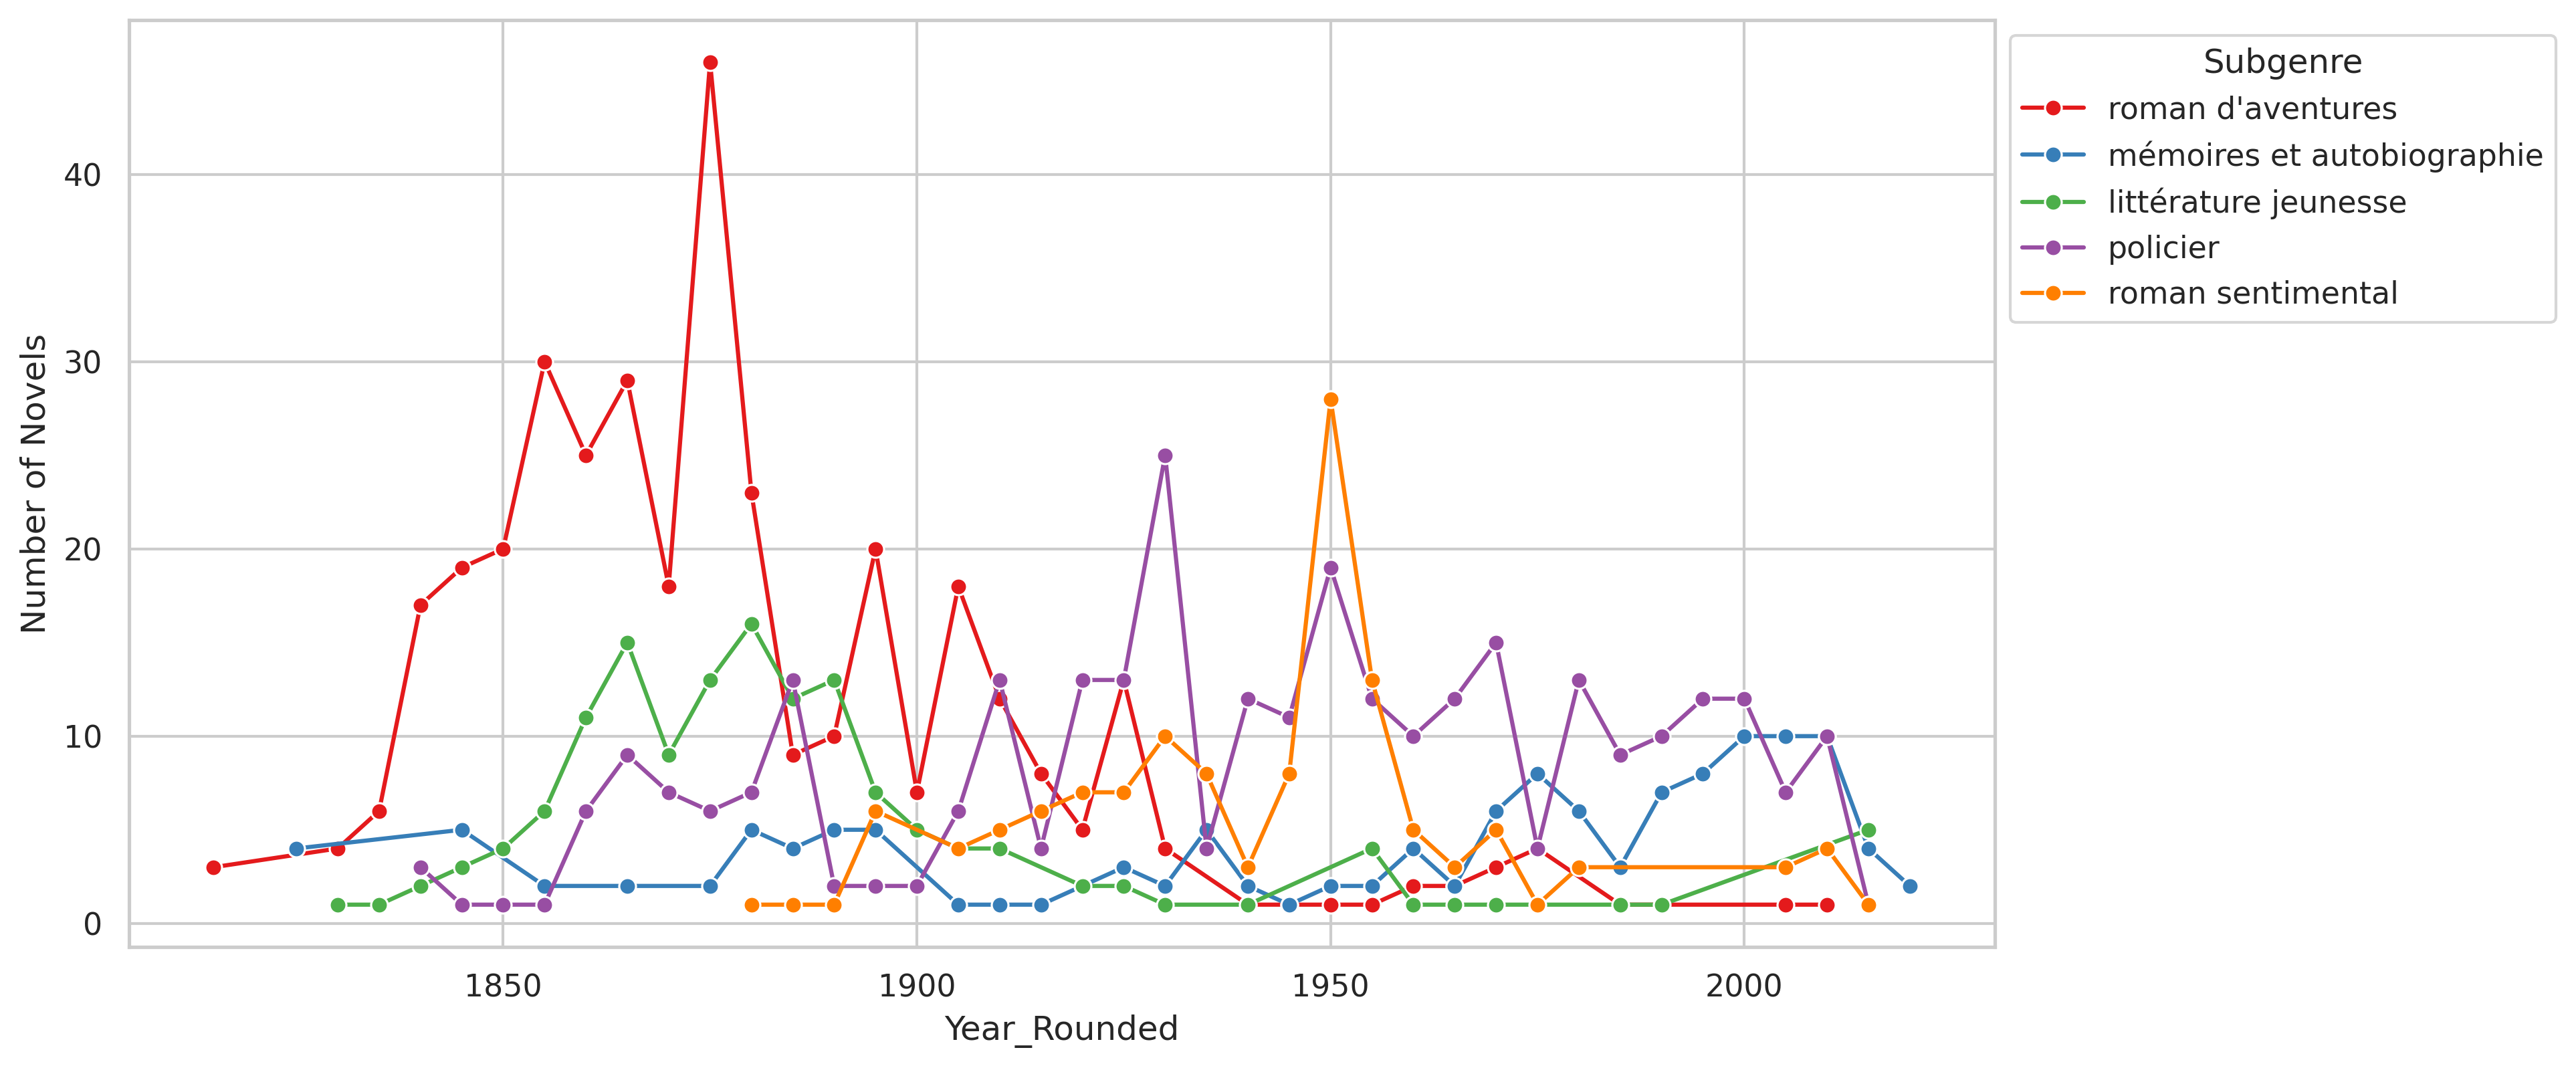 Subgenre
roman d'aventures
mémoires et autobiographie
littérature jeunesse
policier
roman sentimental
Number of Novels
40
30
20
10
0
1850
1900
1950
2000
Year_Rounded